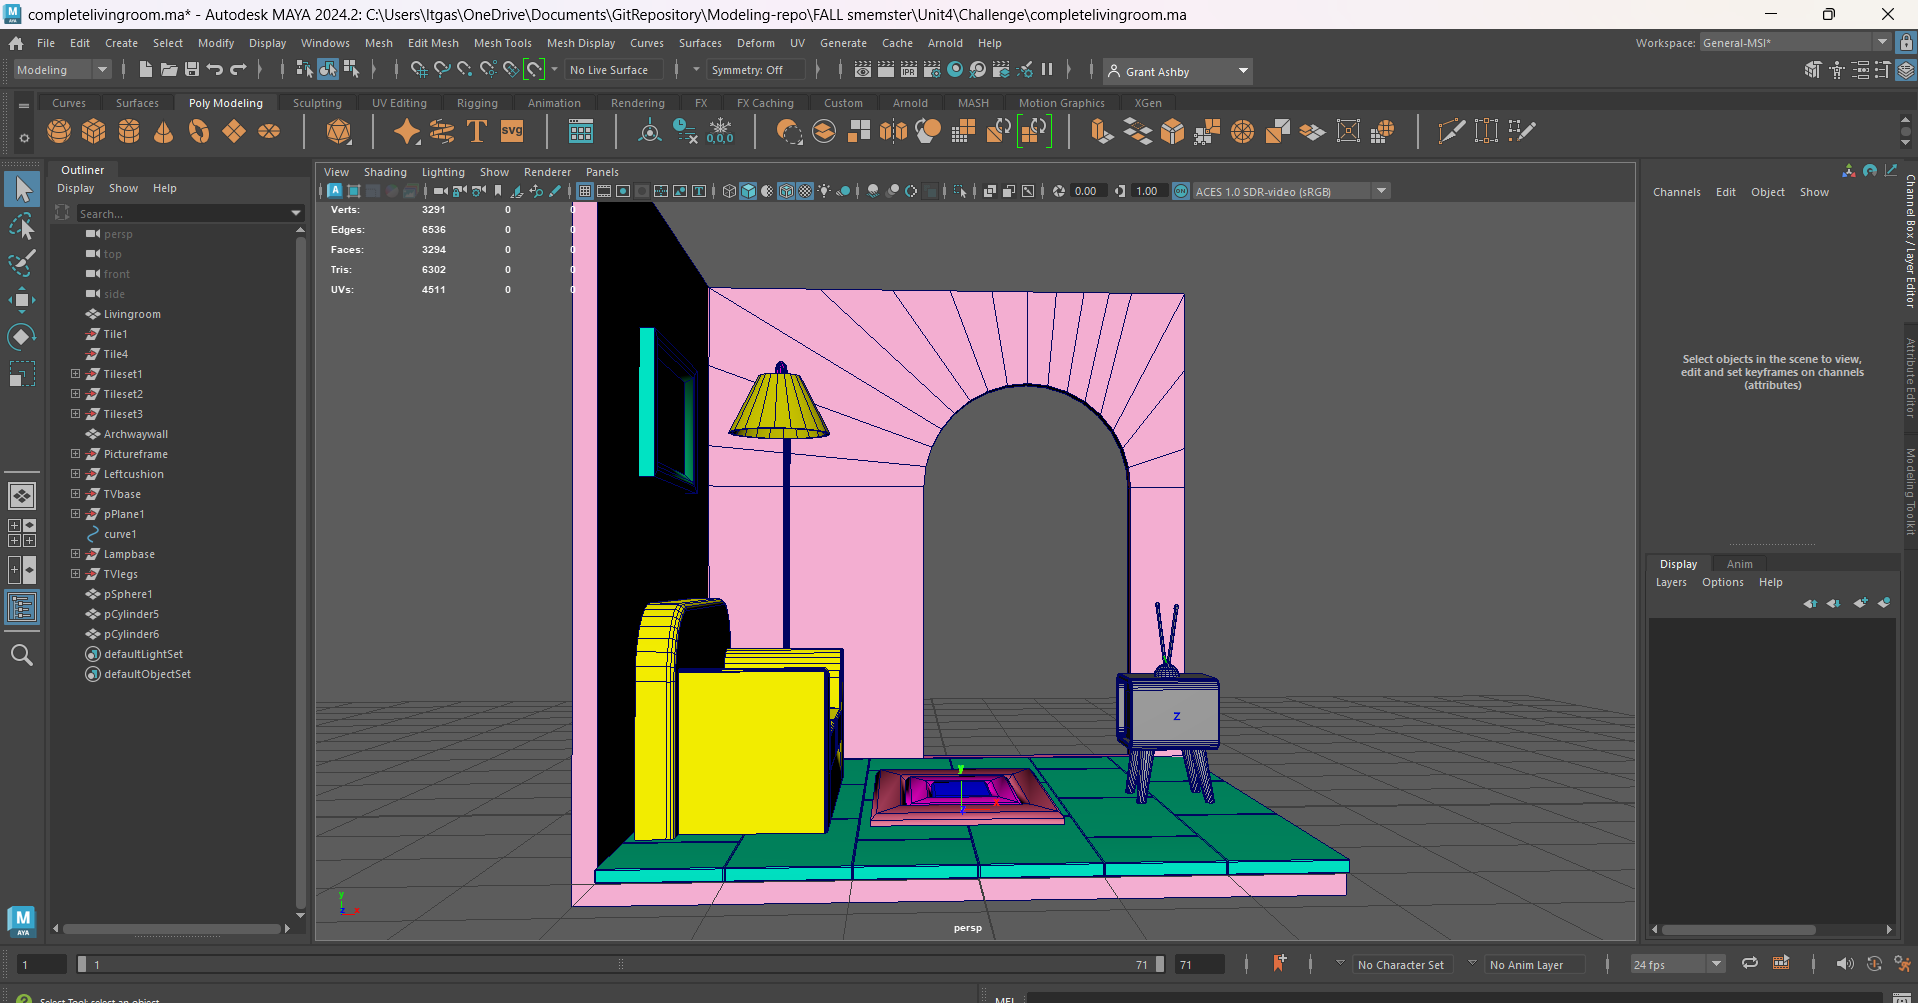 completelivingroom.ma* - Autodesk MAYA 2024.2: C:\Users\ltgas\OneDrive\Documents\GitRepository\Modeling-repo\FALL smemster\Unit4\Challenge\completelivingroom.ma
File Edit Create Select Modify Display Windows Mesh Edit Mesh Mesh Tools Mesh Display Curves Surfaces Deform UV Generate Cache Arnold Help
Workspace: General-MSI*
Modeling
No Live Surface
Symmetry: Off
IPR
Grant Ashby
Curves Surfaces Poly Modeling Sculpting UV Editing Rigging Animation Rendering FX FX Caching Custom Arnold MASH Motion Graphics XGen
T
SVG
0,0,0
Outliner
Display Show Help
Search...
persp
top
front
side
Livingroom
Tile1
Tile4
Tileset1
Tileset2
Tileset3
Archwaywall
Pictureframe
Leftcushion
TVbase
pPlane1
curve1
Lampbase
TVlegs
pSphere1
pCylinder5
pCylinder6
defaultLightSet
defaultObjectSet
View Shading Lighting Show Renderer Panels
0.00
1.00
ON
ACES 1.0 SDR-video (sRGB)
Verts: 3291 0 0
Edges: 6536 0 0
Faces: 3294 0 0
Tris: 6302 0 0
UVs: 4511 0 0
Z
y
x
z
y
z
x
persp
Channels Edit Object Show
Select objects in the scene to view,
edit and set keyframes on channels
(attributes)
Channel Box / Layer Editor
Attribute Editor
Modeling Toolkit
Display Anim
Layers Options Help
M
AYA
1
1
71
71
No Character Set
No Anim Layer
24 fps
Select Tool: select an object
MEL